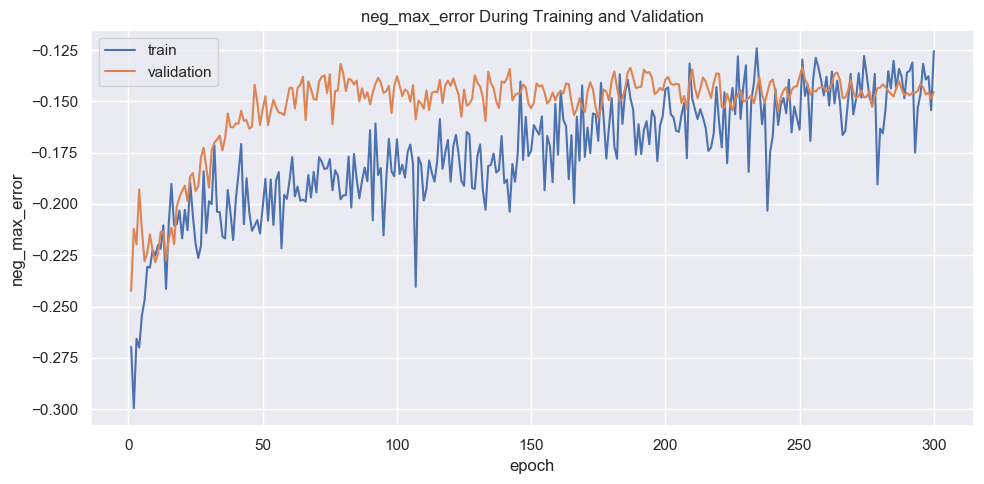 neg_max_error During Training and Validation
train
validation
−0.125
−0.150
−0.175
−0.200
−0.225
−0.250
−0.275
−0.300
neg_max_error
0 50 100 150 200 250 300
epoch